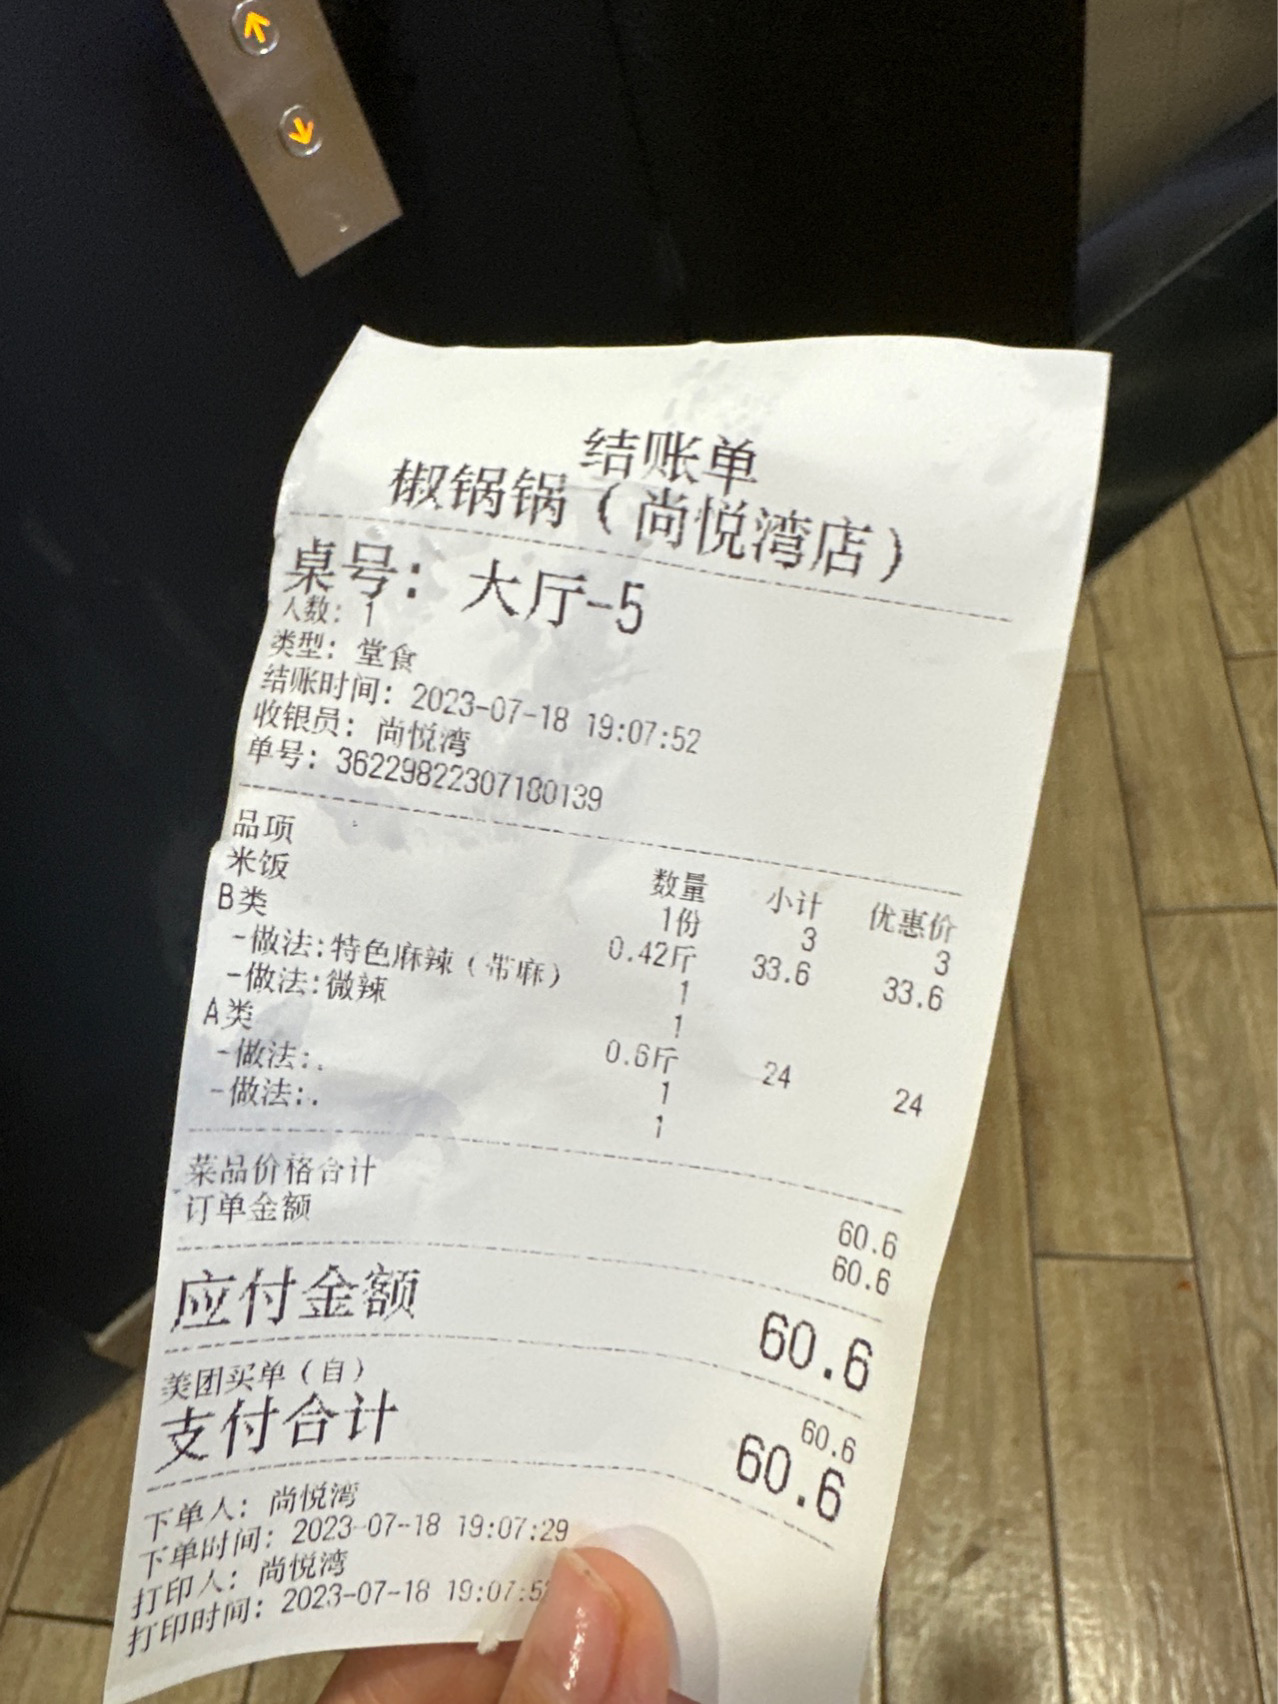 结账单
椒锅锅（尚悦湾店）
桌号：大厅-5
人数：1
类型：堂食
结账时间：2023-07-18 19:07:52
收银员：尚悦湾
单号：36229822307180139
品项 数量 小计 优惠价
米饭 1份 3 3
B类 0.42斤 33.6 33.6
-做法:特色麻辣（带麻） 1
-做法:微辣 1
A类 0.6斤 24 24
-做法:. 1
-做法:. 1
菜品价格合计 60.6
订单金额 60.6
应付金额 60.6
美团买单（自） 60.6
支付合计 60.6
下单人：尚悦湾
下单时间：2023-07-18 19:07:29
打印人：尚悦湾
打印时间：2023-07-18 19:07:5